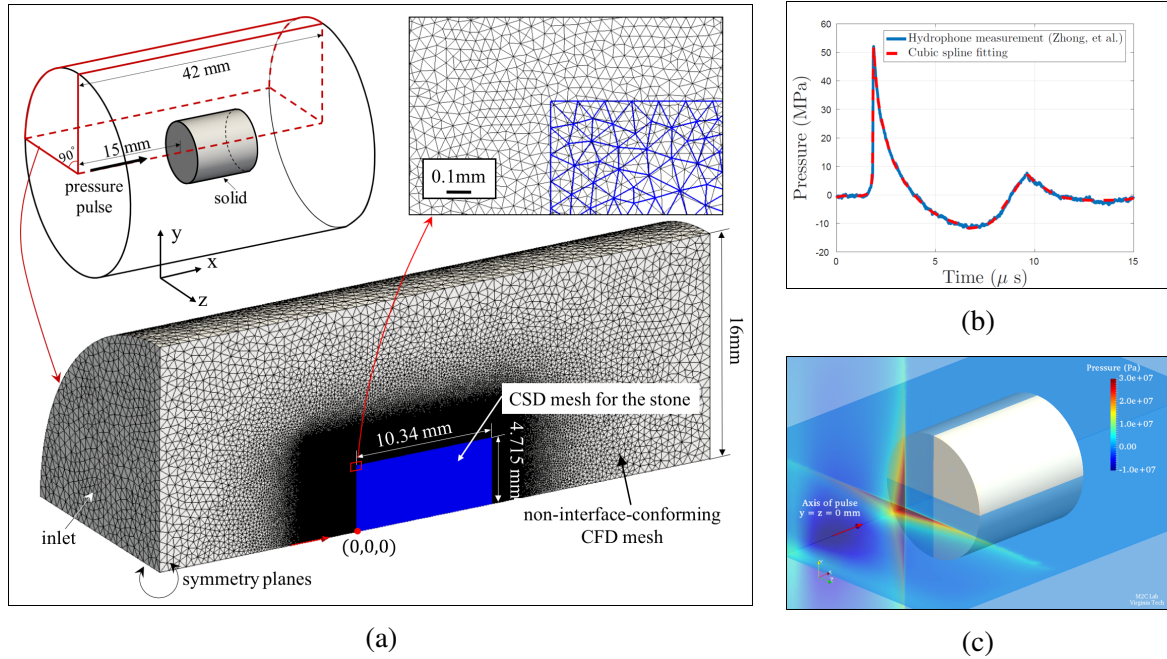 42 mm
90°
15 mm
pressure
pulse
solid
y
x
z
0.1mm
16mm
CSD mesh for the stone
10.34 mm
4.715 mm
non-interface-conforming
CFD mesh
inlet
(0,0,0)
symmetry planes
(a)
60
50
40
30
20
10
0
-10
-20
Pressure (MPa)
Hydrophone measurement (Zhong, et al.)
Cubic spline fitting
0
5
10
15
Time (μ s)
(b)
Pressure (Pa)
3.0e+07
2.0e+07
1.0e+07
0.00
-1.0e+07
Axis of pulse
y = z = 0 mm
M2C Lab
Virginia Tech
(c)